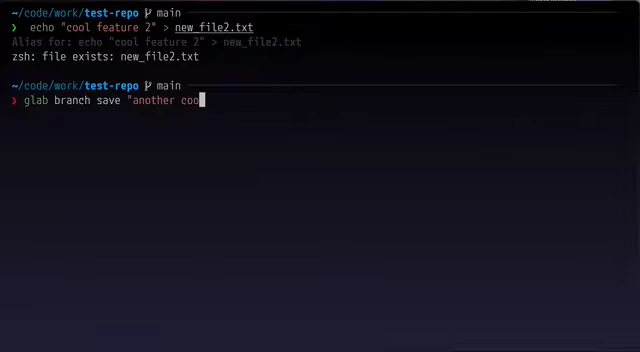 ~/code/work/test-repo main
❯ echo "cool feature 2" > new_file2.txt
Alias for: echo "cool feature 2" > new_file2.txt
zsh: file exists: new_file2.txt
~/code/work/test-repo main
❯ glab branch save "another coo